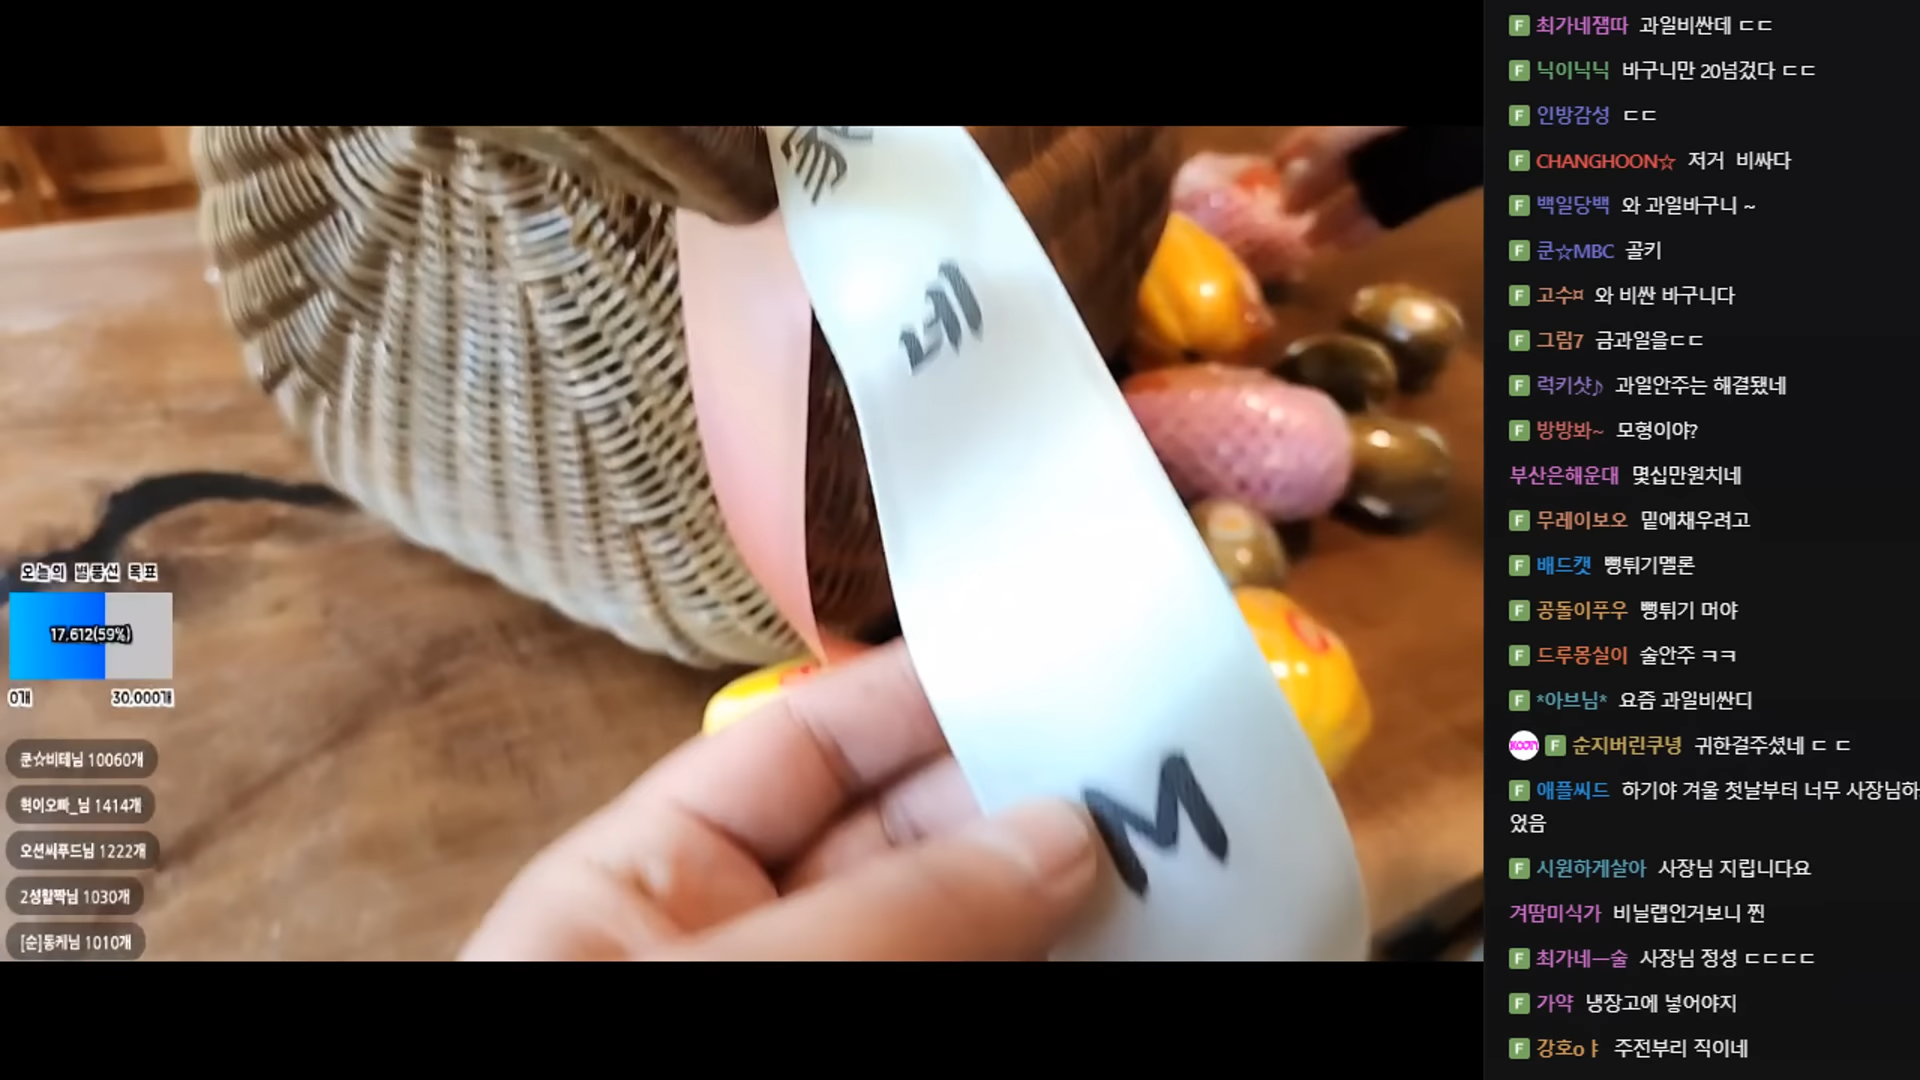 네
M
오늘의 별풍선 목표
17,612(59%)
0개
30,000개
쿤☆비테님 10060개
혁이오빠_님 1414개
오션씨푸드님 1222개
2성할짝님 1030개
[순]동케님 1010개
F 최가네잼따 과일비싼데 ㄷㄷ
F 닉이닉닉 바구니만 20넘겄다 ㄷㄷ
F 인방감성 ㄷㄷ
F CHANGHOON☆ 저거 비싸다
F 백일당백 와 과일바구니 ~
F 쿤☆MBC 골키
F 고수¤ 와 비싼 바구니다
F 그림7 금과일을ㄷㄷ
F 럭키샷♪ 과일안주는 해결됐네
F 방방봐~ 모형이야?
부산은해운대 몇십만원치네
F 무레이보오 밑에채우려고
F 배드캣 뻥튀기멜론
F 공돌이푸우 뻥튀기 머야
F 드루몽실이 술안주 ㅋㅋ
F *아브님* 요즘 과일비싼디
KOON F 순지버린쿠녕 귀한걸주셨네 ㄷ ㄷ
F 애플씨드 하기야 겨울 첫날부터 너무 사장님하
었음
F 시원하게살아 사장님 지립니다요
겨땀미식가 비닐랩인거보니 찐
F 최가네—술 사장님 정성 ㄷㄷㄷㄷ
F 가약 냉장고에 넣어야지
F 강호oㅑ 주전부리 직이네